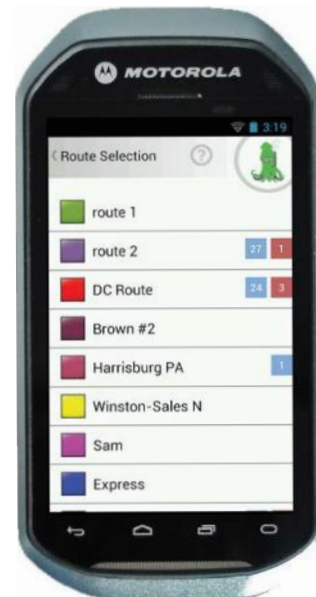 MOTOROLA
3:19
Route Selection ?
route 1
route 2 27 1
DC Route 24 3
Brown #2
Harrisburg PA 1
Winston-Sales N
Sam
Express